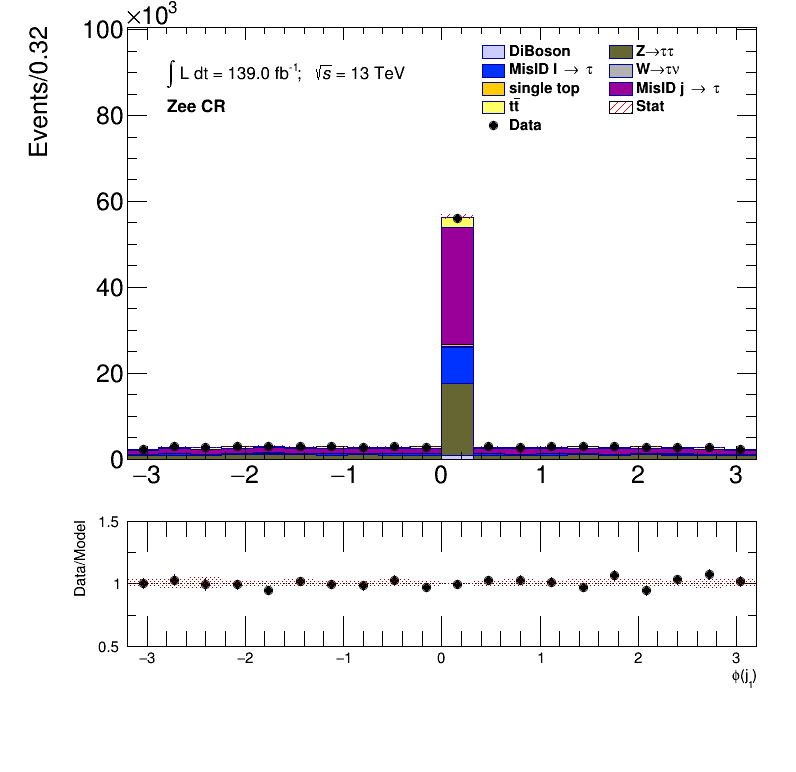 ×10³
Events/0.32
100
80
60
40
20
0
∫ L dt = 139.0 fb⁻¹; √s = 13 TeV
Zee CR
DiBoson
MisID l → τ
single top
tt̄
Data
Z→ττ
W→τν
MisID j → τ
Stat
−3 −2 −1 0 1 2 3
Data/Model
1.5
1
0.5
−3 −2 −1 0 1 2 3
ϕ(j₁)